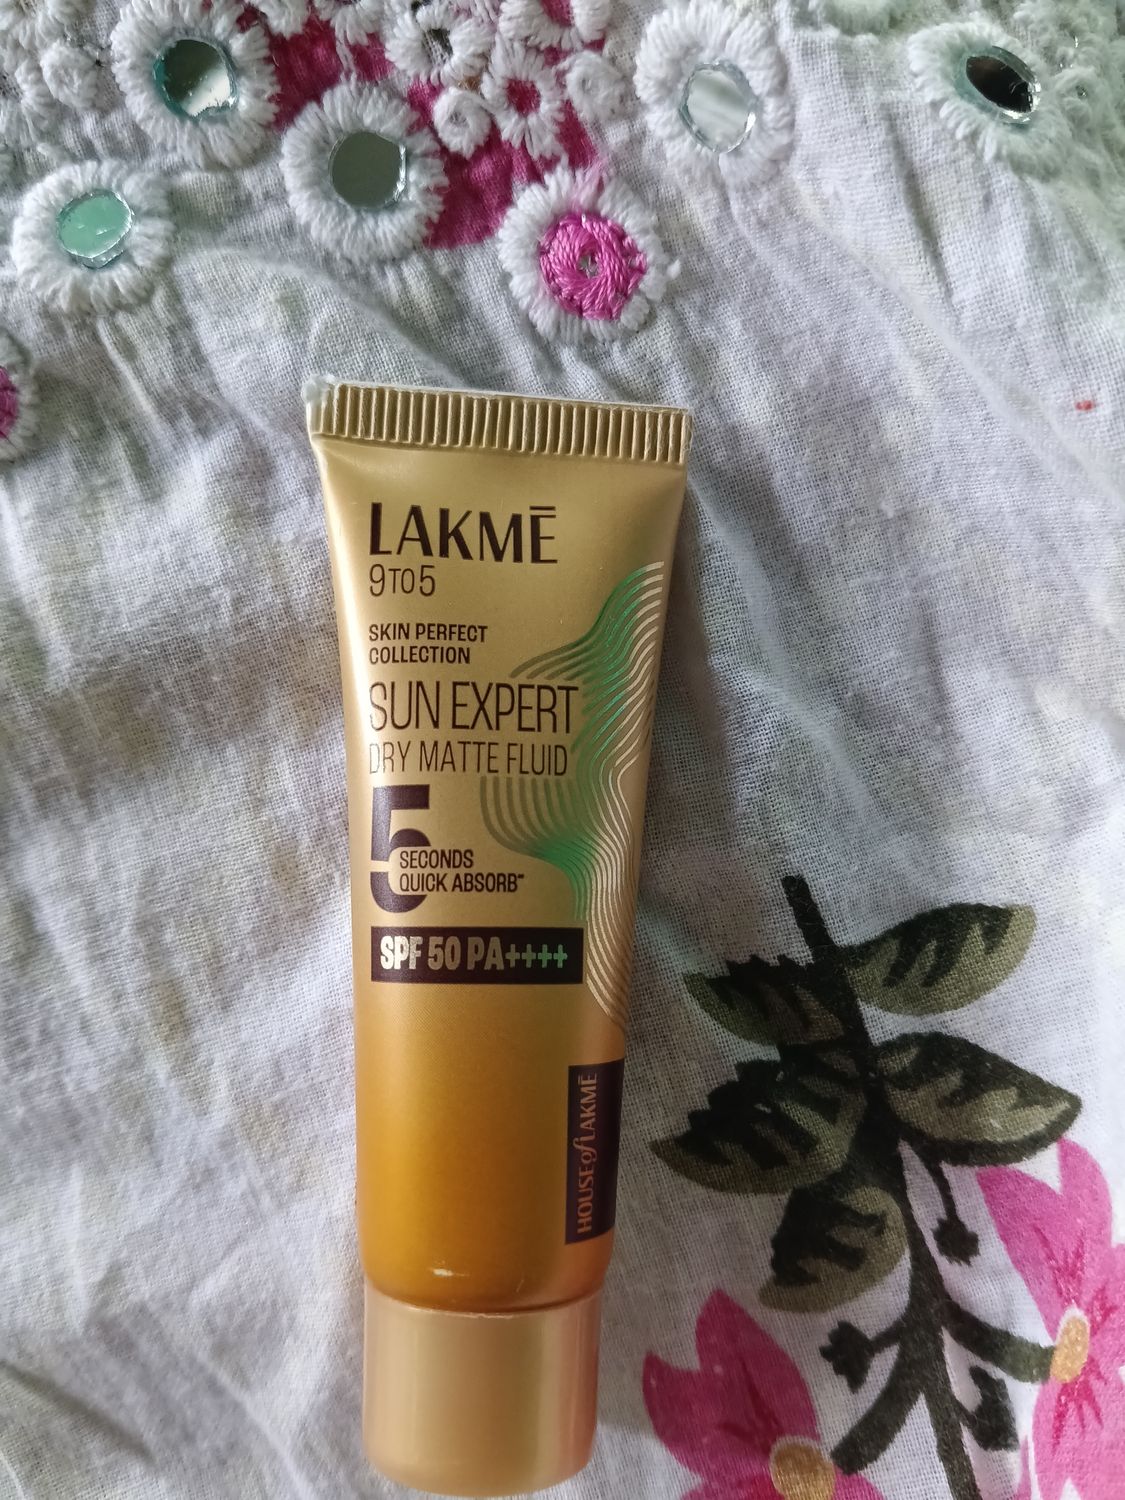 LAKMĒ
9TO5
SKIN PERFECT
COLLECTION
SUN EXPERT
DRY MATTE FLUID
5
SECONDS
QUICK ABSORB~
SPF 50 PA++++
HOUSE of LAKMĒ